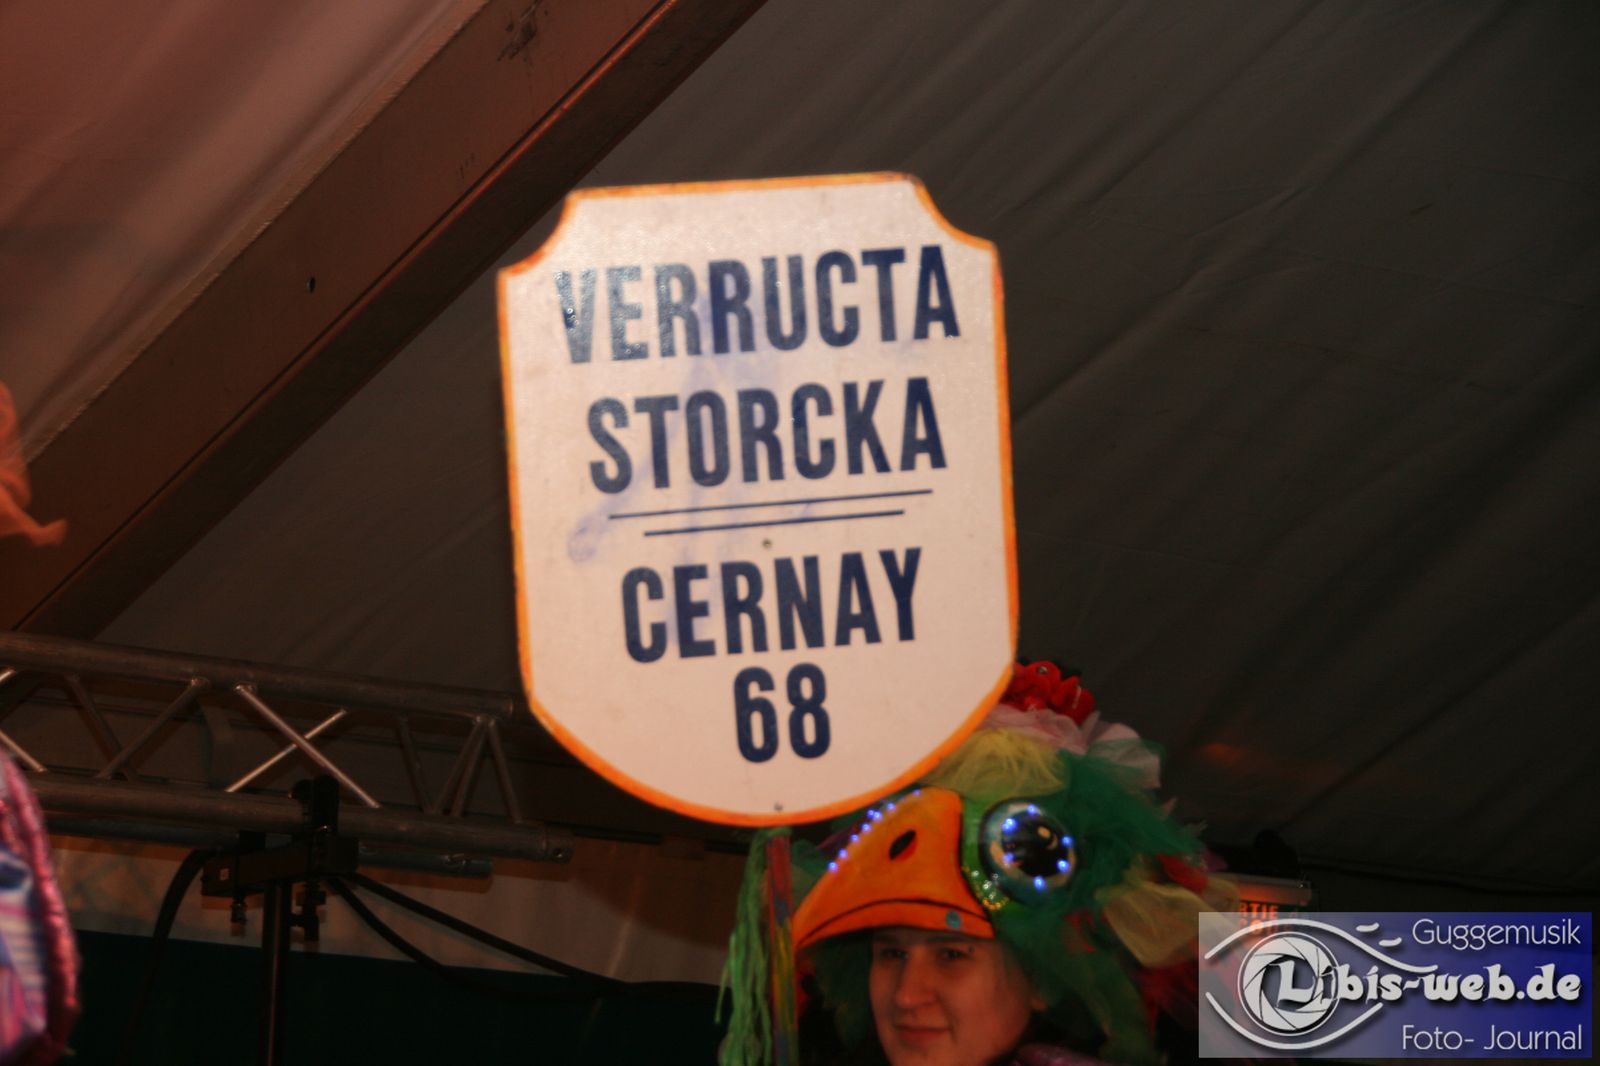 VERRUCTA
STORCKA
CERNAY
68
Guggemusik
Libis-web.de
Foto- Journal